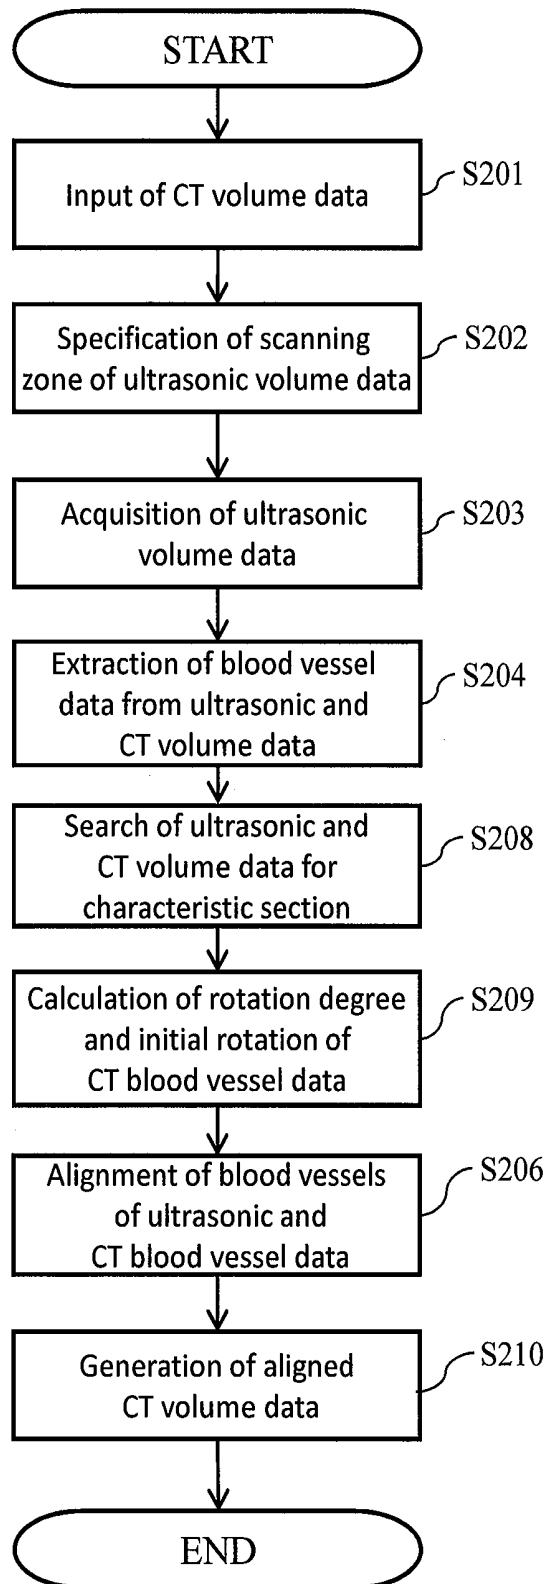 START
Input of CT volume data
S201
Specification of scanning
zone of ultrasonic volume data
S202
Acquisition of ultrasonic
volume data
S203
Extraction of blood vessel
data from ultrasonic and
CT volume data
S204
Search of ultrasonic and
CT volume data for
characteristic section
S208
Calculation of rotation degree
and initial rotation of
CT blood vessel data
S209
Alignment of blood vessels
of ultrasonic and
CT blood vessel data
S206
Generation of aligned
CT volume data
S210
END